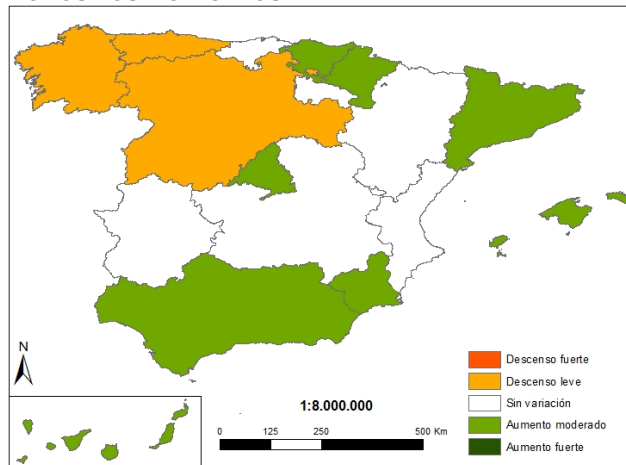 N
1:8.000.000
0 125 250 500 Km
Descenso fuerte
Descenso leve
Sin variación
Aumento moderado
Aumento fuerte